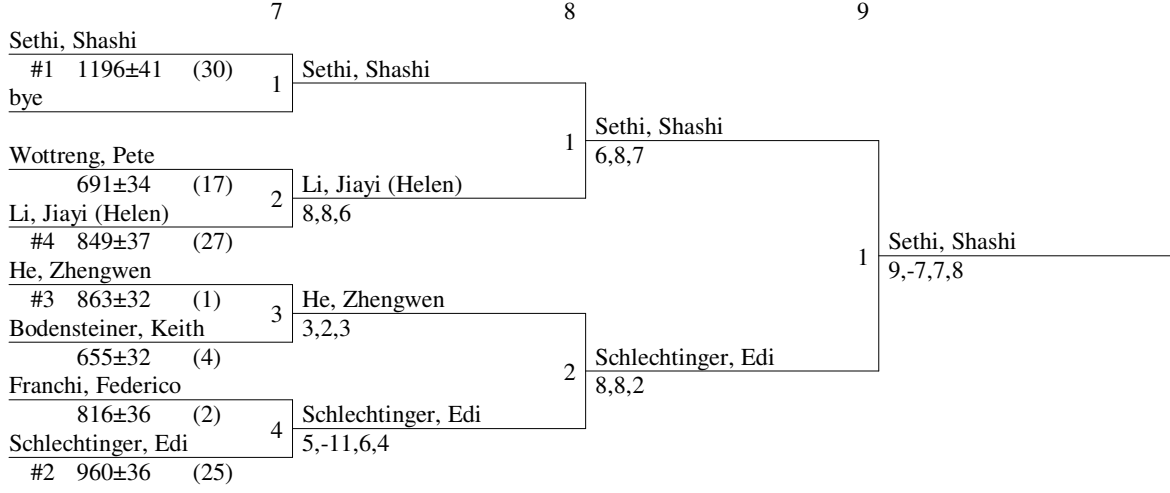 7 8 9
Sethi, Shashi
#1 1196±41 (30)
bye
1
Sethi, Shashi
Wottreng, Pete
691±34 (17)
Li, Jiayi (Helen)
#4 849±37 (27)
2
Li, Jiayi (Helen)
8,8,6
1
Sethi, Shashi
6,8,7
He, Zhengwen
#3 863±32 (1)
Bodensteiner, Keith
655±32 (4)
3
He, Zhengwen
3,2,3
Franchi, Federico
816±36 (2)
Schlechtinger, Edi
#2 960±36 (25)
4
Schlechtinger, Edi
5,-11,6,4
2
Schlechtinger, Edi
8,8,2
1
Sethi, Shashi
9,-7,7,8